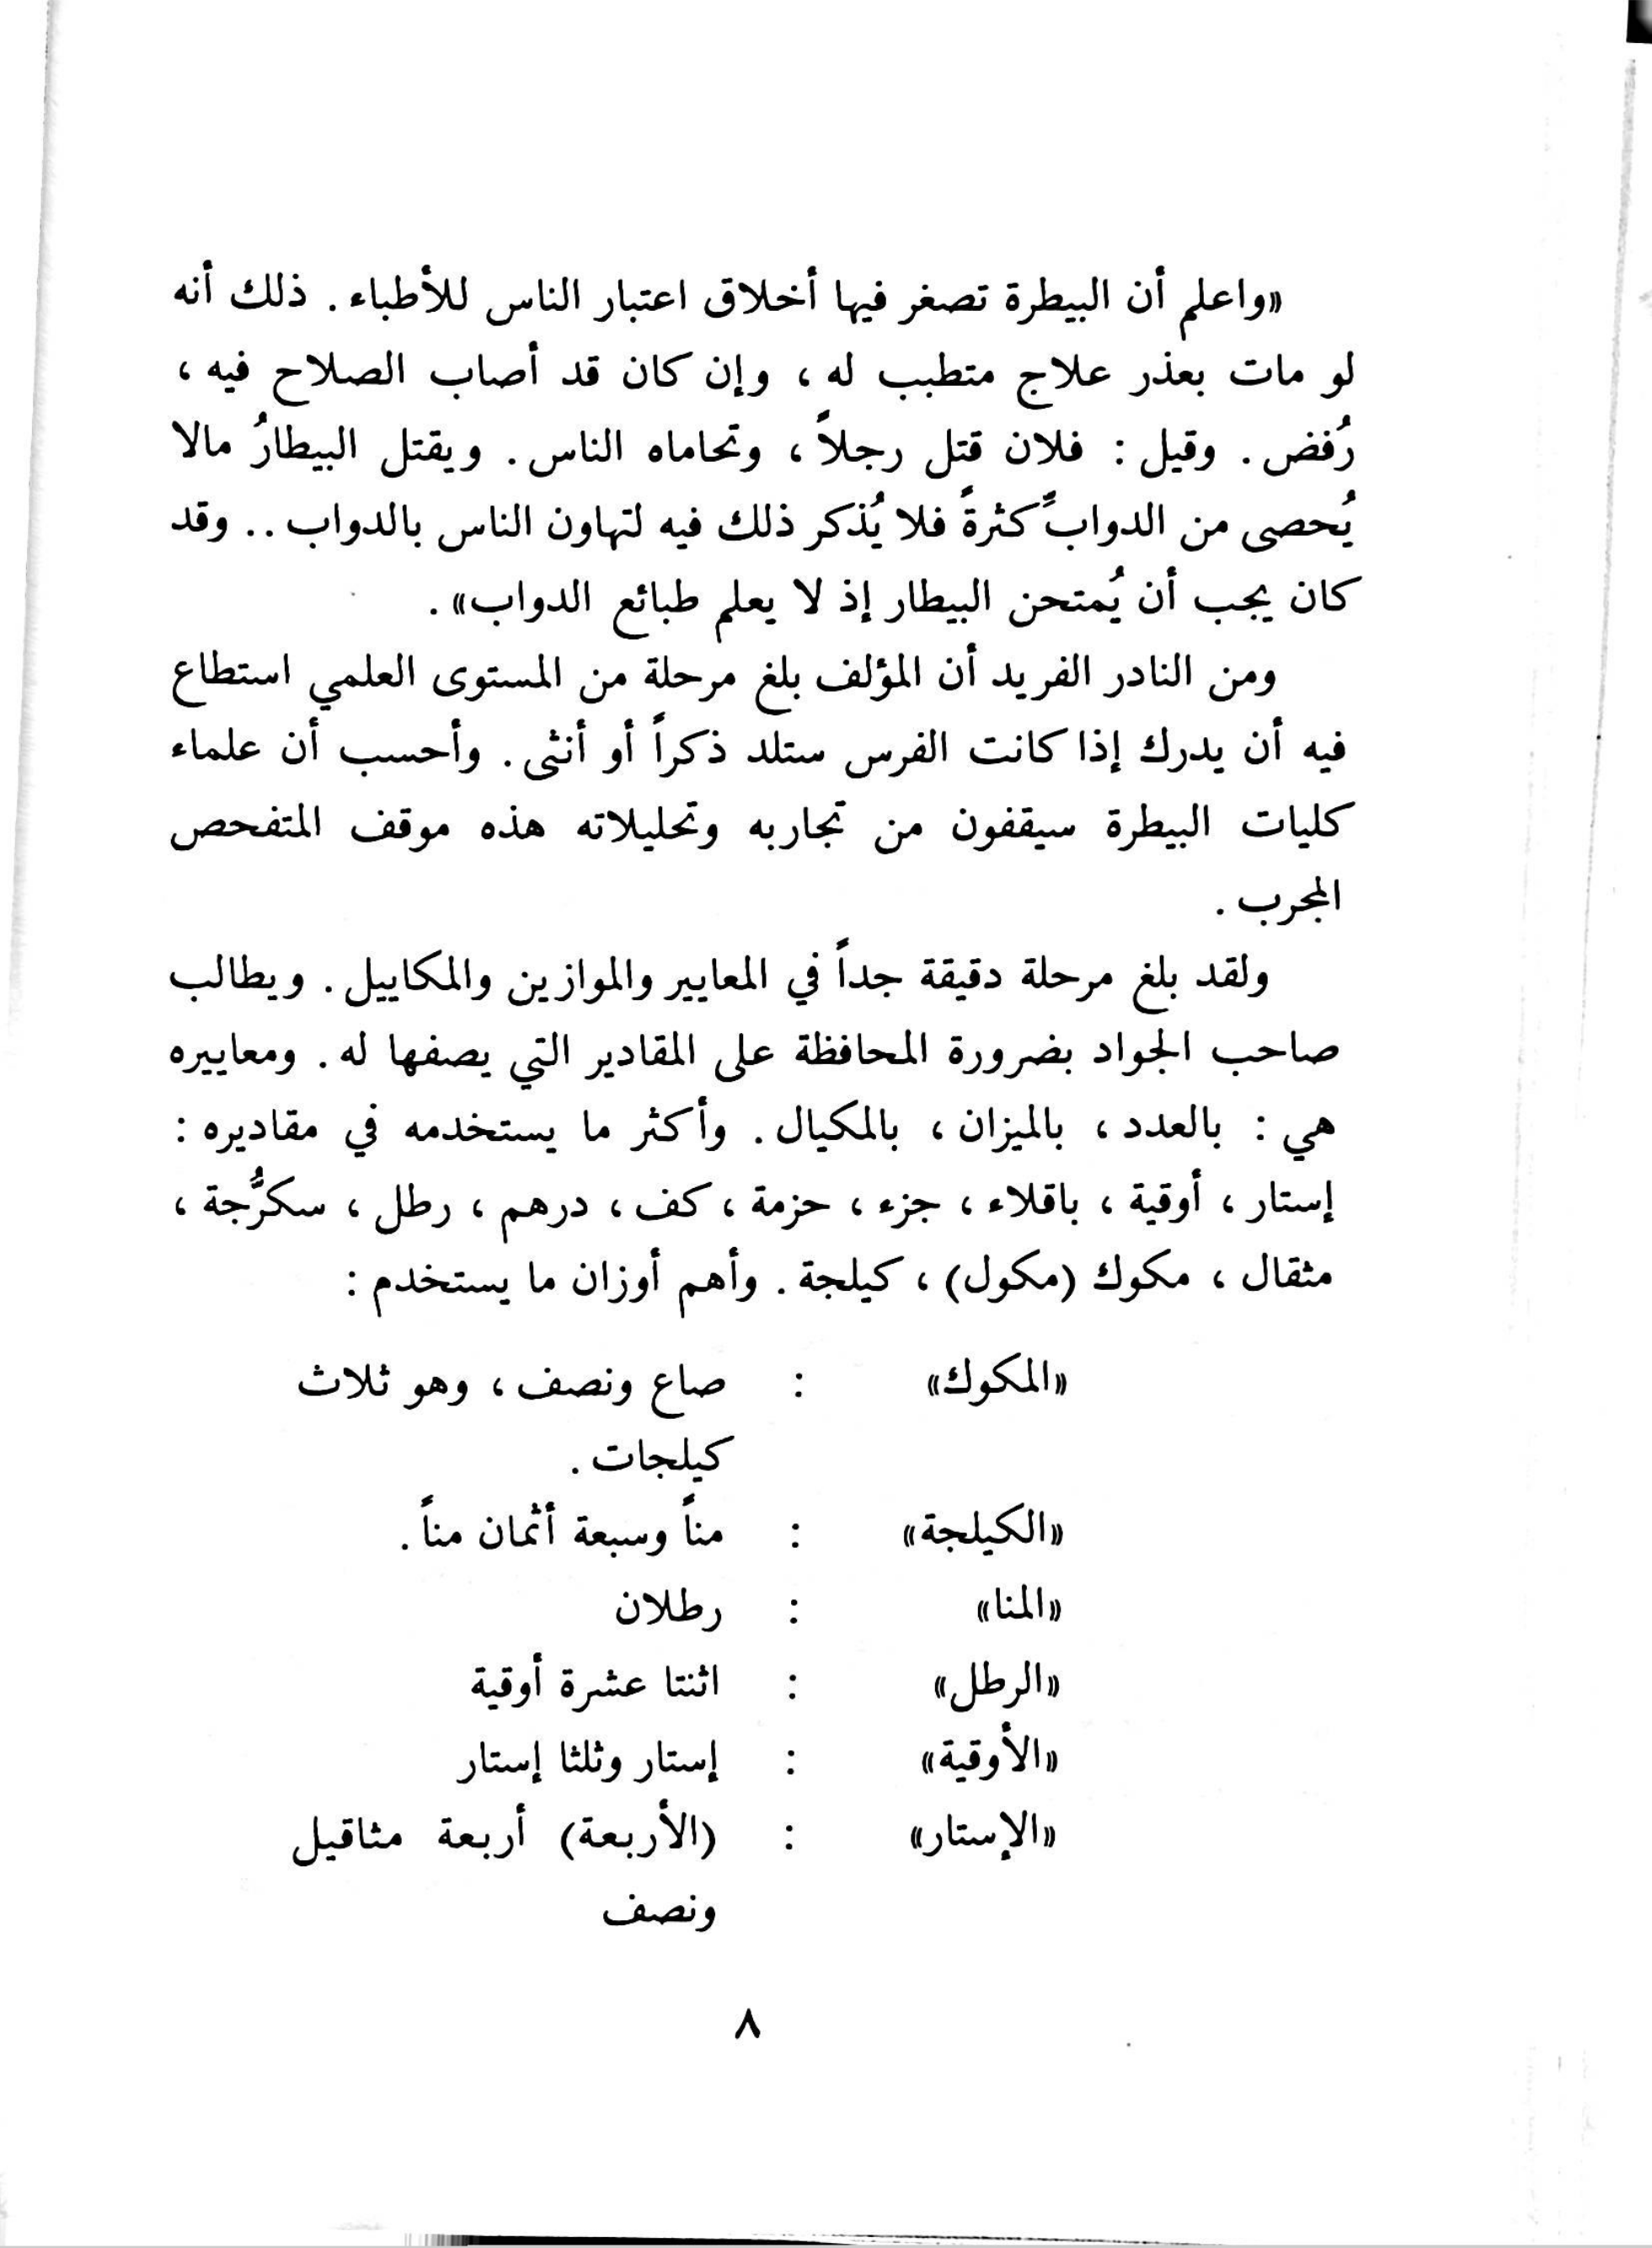 «واعلم أن البيطرة تصغر فيها أخلاق اعتبار الناس للأطباء. ذلك أنه
لو مات بعذر علاج متطبب له، وإن كان قد أصاب الصلاح فيه،
رُفض. وقيل: فلان قتل رجلاً، وتحاماه الناس. ويقتل البيطارُ مالا
يُحصى من الدوابّ كثرةً فلا يُذكر ذلك فيه لتهاون الناس بالدواب.. وقد
كان يجب أن يُمتحن البيطار إذ لا يعلم طبائع الدواب».
ومن النادر الفريد أن المؤلف بلغ مرحلة من المستوى العلمي استطاع
فيه أن يدرك إذا كانت الفرس ستلد ذكراً أو أنثى. وأحسب أن علماء
كليات البيطرة سيقفون من تجاربه وتحليلاته هذه موقف المتفحص
المجرب.
ولقد بلغ مرحلة دقيقة جداً في المعايير والموازين والمكاييل. ويطالب
صاحب الجواد بضرورة المحافظة على المقادير التي يصفها له. ومعاييره
هي: بالعدد، بالميزان، بالمكيال. وأكثر ما يستخدمه في مقاديره:
إستار، أوقية، باقلاء، جزء، حزمة، كف، درهم، رطل، سكرُّجة،
مثقال، مكوك (مكول)، كيلجة. وأهم أوزان ما يستخدم:
«المكوك» : صاع ونصف، وهو ثلاث
كيلجات.
«الكيلجة» : مناً وسبعة أثمان مناً.
«المنا» : رطلان
«الرطل» : اثنتا عشرة أوقية
«الأوقية» : إستار وثلثا إستار
«الإستار» : (الأربعة) أربعة مثاقيل
ونصف
٨